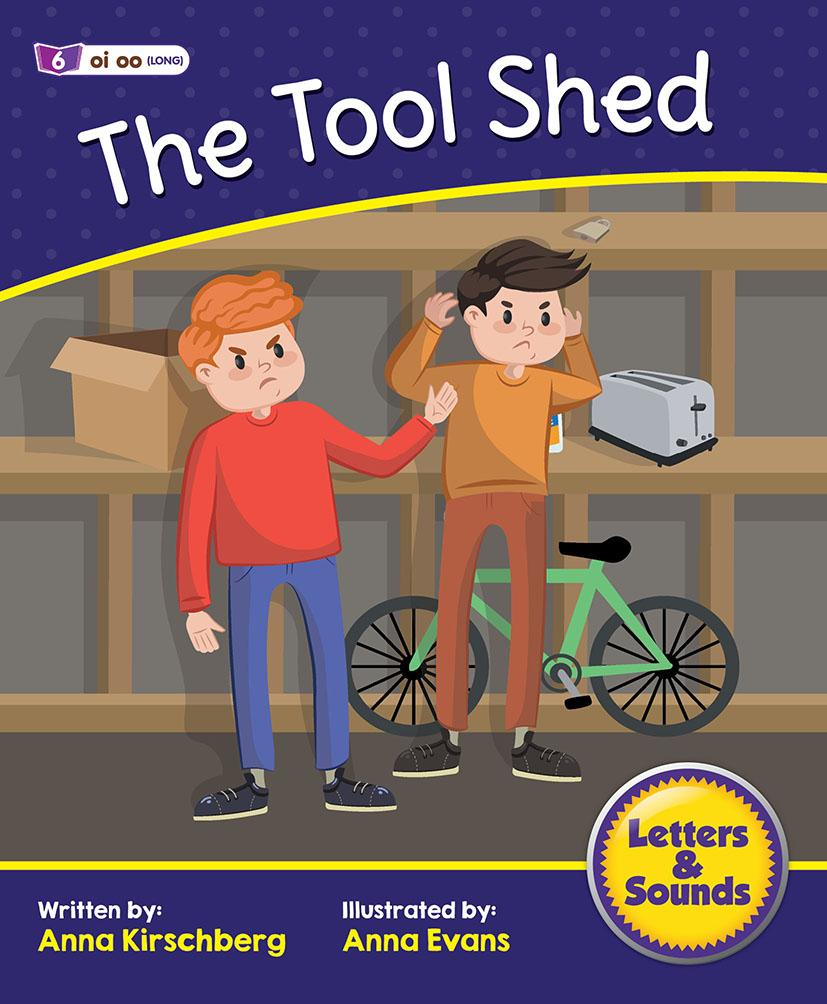 6 oi oo (LONG)
The Tool Shed
Letters
&
Sounds
Written by:
Anna Kirschberg
Illustrated by:
Anna Evans